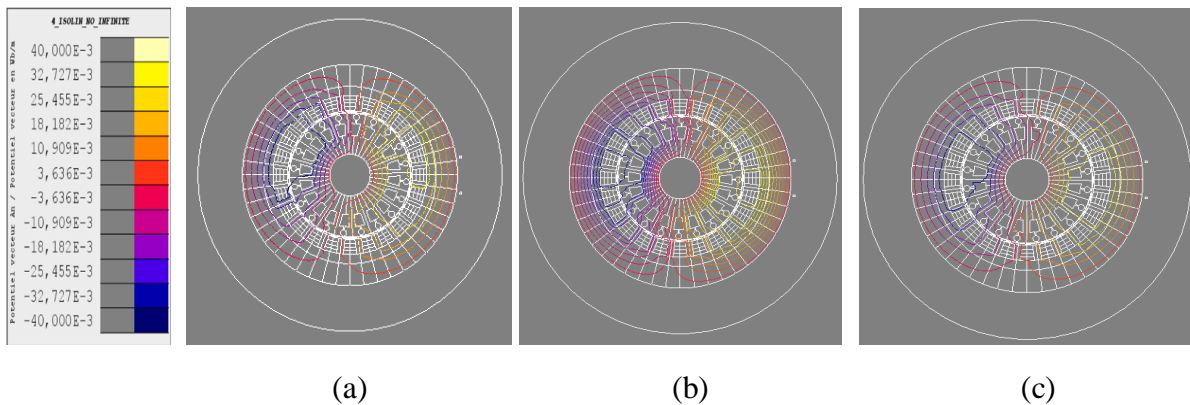 4_ISOLIN_NO_INFINITE
Potentiel vecteur An / Potentiel vecteur en Wb/m
40,000E-3
32,727E-3
25,455E-3
18,182E-3
10,909E-3
3,636E-3
-3,636E-3
-10,909E-3
-18,182E-3
-25,455E-3
-32,727E-3
-40,000E-3
(a)
(b)
(c)